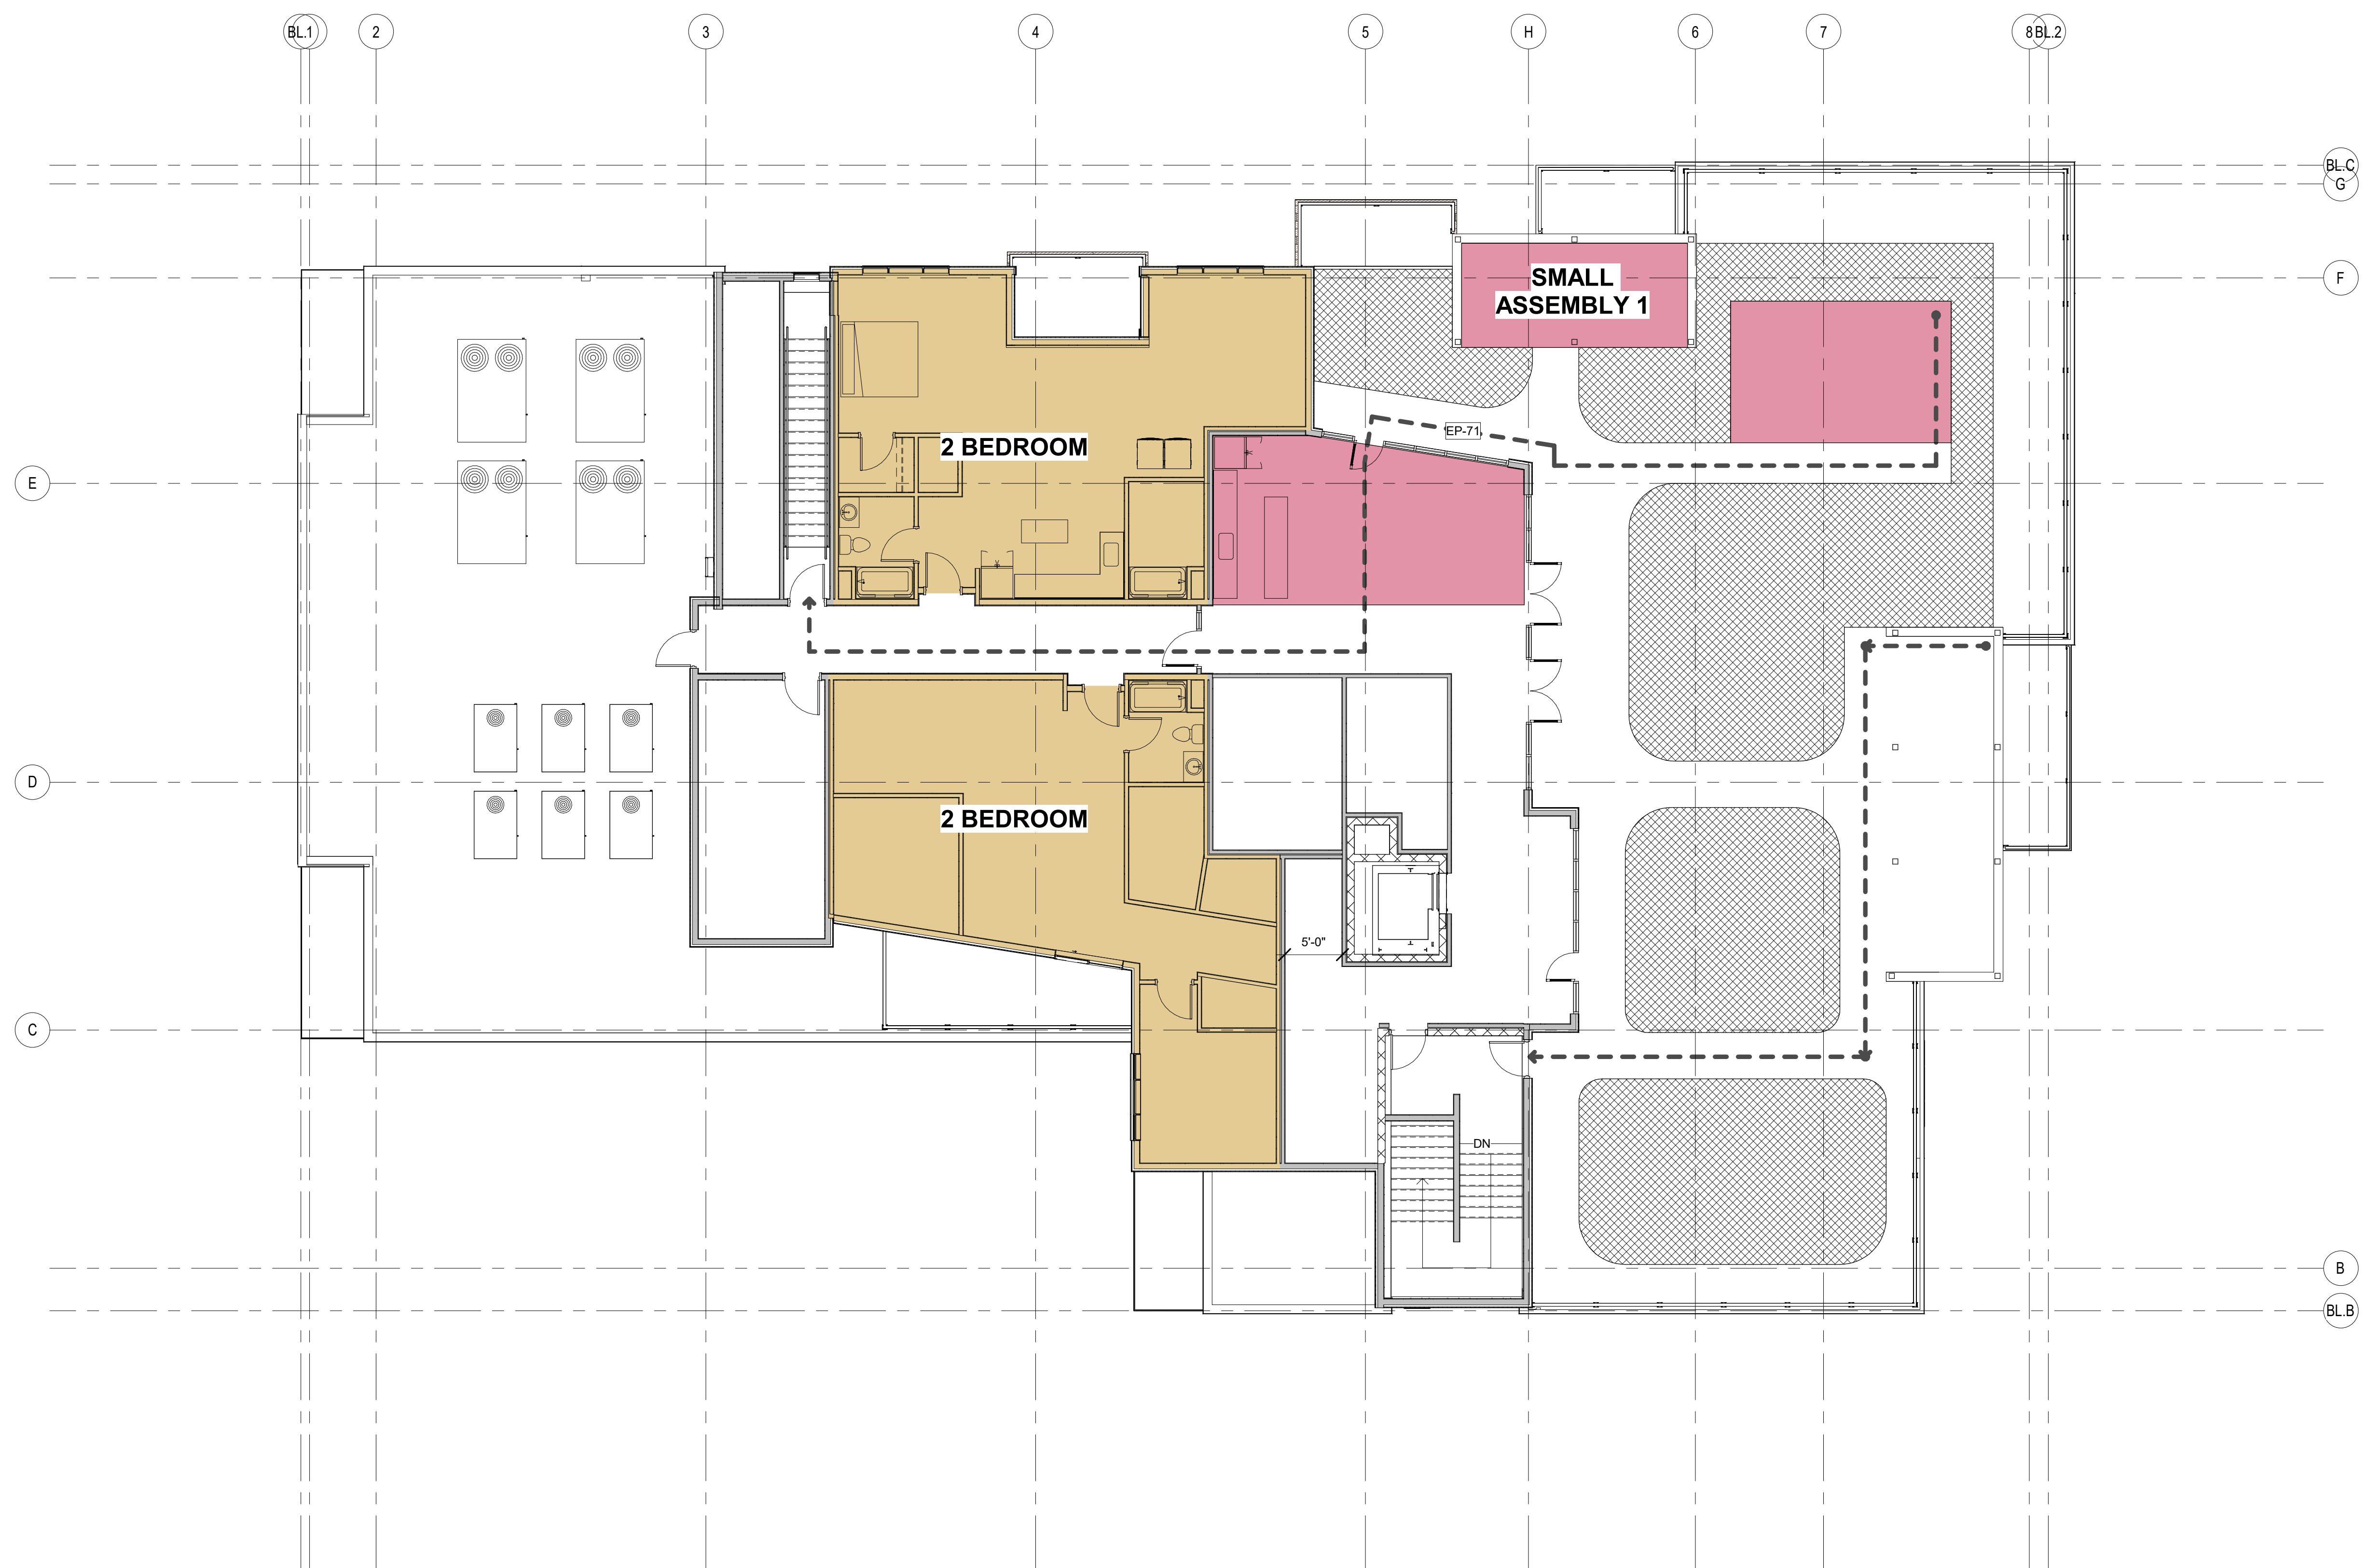 BL.1
2
3
4
5
H
6
7
8
BL.2
BL.C
G
F
SMALL
ASSEMBLY 1
2 BEDROOM
EP-71
E
D
2 BEDROOM
5'-0"
C
DN
B
BL.B